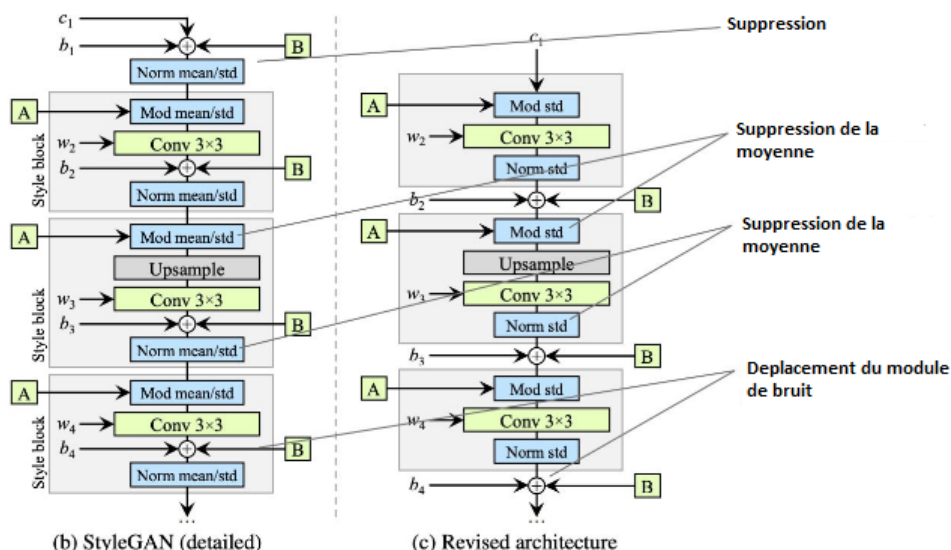 c1
b1
B
Norm mean/std
A
Mod mean/std
w2
Conv 3×3
b2
B
Norm mean/std
Style block
A
Mod mean/std
Upsample
w3
Conv 3×3
b3
B
Norm mean/std
Style block
A
Mod mean/std
w4
Conv 3×3
b4
B
Norm mean/std
Style block
...
(b) StyleGAN (detailed)
c1
A
Mod std
w2
Conv 3×3
Norm std
b2
B
A
Mod std
Upsample
w3
Conv 3×3
Norm std
b3
B
A
Mod std
w4
Conv 3×3
Norm std
b4
B
...
(c) Revised architecture
Suppression
Suppression de la
moyenne
Suppression de la
moyenne
Deplacement du module
de bruit